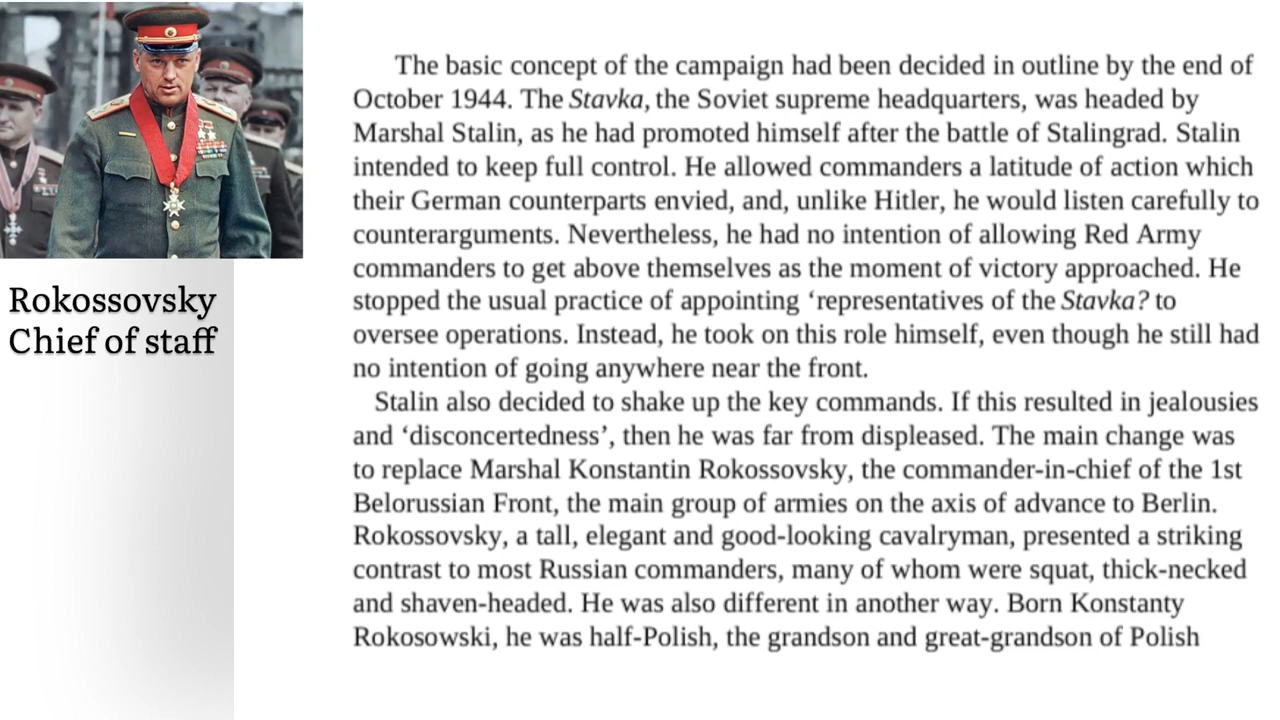 Rokossovsky
Chief of staff
The basic concept of the campaign had been decided in outline by the end of
October 1944. The Stavka, the Soviet supreme headquarters, was headed by
Marshal Stalin, as he had promoted himself after the battle of Stalingrad. Stalin
intended to keep full control. He allowed commanders a latitude of action which
their German counterparts envied, and, unlike Hitler, he would listen carefully to
counterarguments. Nevertheless, he had no intention of allowing Red Army
commanders to get above themselves as the moment of victory approached. He
stopped the usual practice of appointing ‘representatives of the Stavka? to
oversee operations. Instead, he took on this role himself, even though he still had
no intention of going anywhere near the front.
Stalin also decided to shake up the key commands. If this resulted in jealousies
and ‘disconcertedness’, then he was far from displeased. The main change was
to replace Marshal Konstantin Rokossovsky, the commander-in-chief of the 1st
Belorussian Front, the main group of armies on the axis of advance to Berlin.
Rokossovsky, a tall, elegant and good-looking cavalryman, presented a striking
contrast to most Russian commanders, many of whom were squat, thick-necked
and shaven-headed. He was also different in another way. Born Konstanty
Rokosowski, he was half-Polish, the grandson and great-grandson of Polish